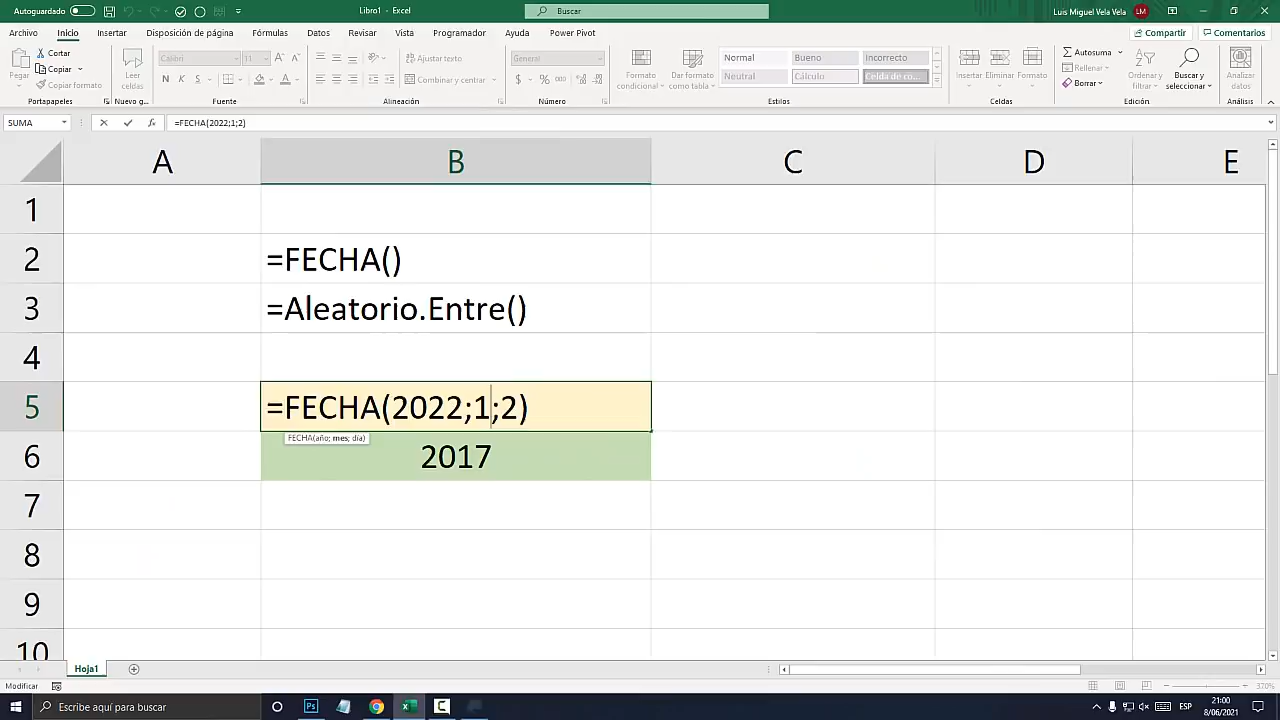 Autoguardado
Libro1 - Excel
Buscar
Luis Miguel Vela Vela
LM
Archivo Inicio Insertar Disposición de página Fórmulas Datos Revisar Vista Programador Ayuda Power Pivot
Compartir
Comentarios
Pegar
Cortar
Copiar
Copiar formato
Portapapeles
Leer celdas
Nuevo g...
Calibri 11
N K S
Fuente
Ajustar texto
Combinar y centrar
Alineación
General
$ % 000
Número
Formato condicional
Dar formato como tabla
Normal Bueno Incorrecto
Neutral Cálculo Celda de co...
Estilos
Insertar Eliminar Formato
Celdas
Autosuma
Rellenar
Borrar
Ordenar y filtrar
Buscar y seleccionar
Edición
Analizar datos
Análisis
SUMA
fx
=FECHA(2022;1;2)
A B C D E
1
2 =FECHA()
3 =Aleatorio.Entre()
4
5 =FECHA(2022;1;2)
FECHA(año; mes; día)
6 2017
7
8
9
10
Hoja1
Modificar
370%
Escribe aquí para buscar
ESP
21:00
8/06/2021